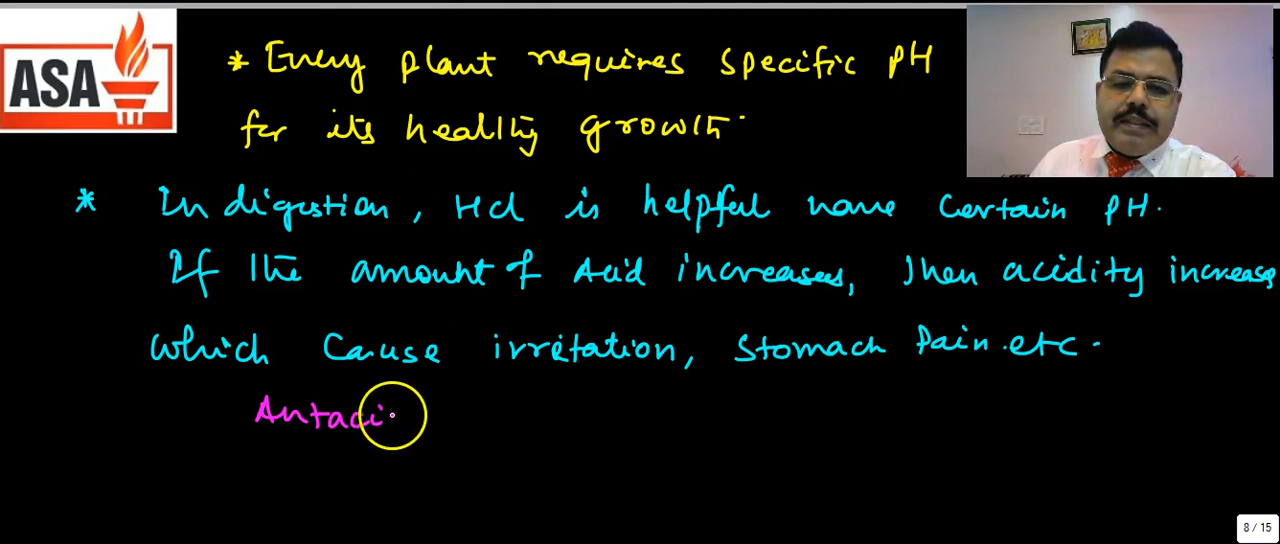 ASA
* Every plant requires specific PH
for its healthy growth.
* In digestion, HCl is helpful have certain PH.
If the amount of Acid increases, then acidity increase
which cause irritation, stomach Pain.etc.
Antaci
8 / 15